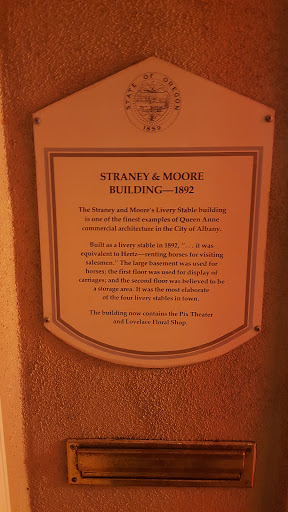 STATE OF OREGON
1859
STRANEY & MOORE
BUILDING—1892
The Straney and Moore's Livery Stable building
is one of the finest examples of Queen Anne
commercial architecture in the City of Albany.
Built as a livery stable in 1892, ". . . it was
equivalent to Hertz—renting horses for visiting
salesmen." The large basement was used for
horses; the first floor was used for display of
carriages; and the second floor was believed to be
a storage area. It was the most elaborate
of the four livery stables in town.
The building now contains the Pix Theater
and Lovelace Floral Shop.